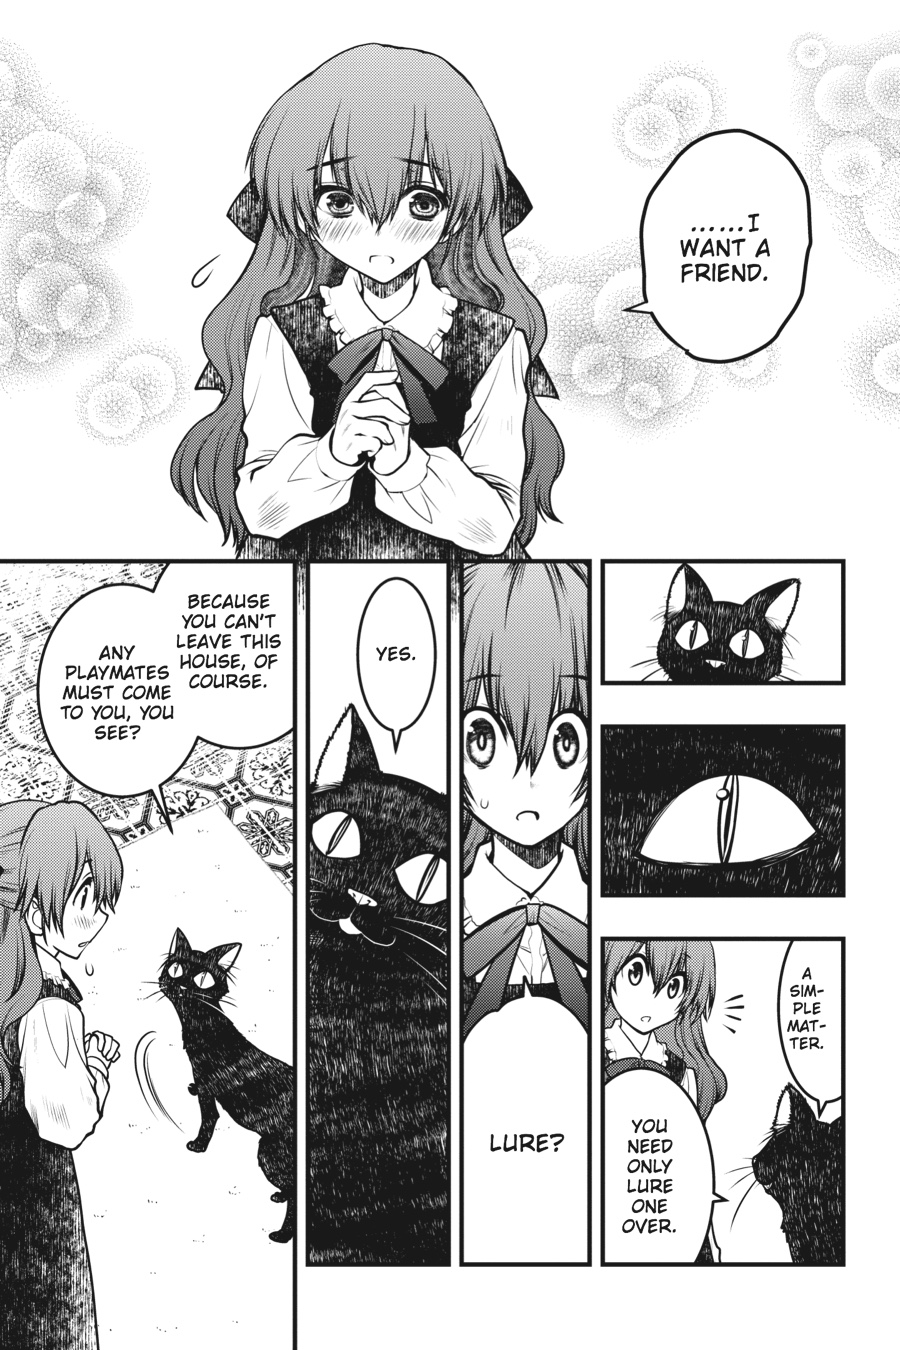 ......I
WANT A
FRIEND.
A
SIM-
PLE
MAT-
TER.
YOU
NEED
ONLY
LURE
ONE
OVER.
LURE?
YES.
BECAUSE
YOU CAN'T
LEAVE THIS
HOUSE, OF
COURSE.
ANY
PLAYMATES
MUST COME
TO YOU, YOU
SEE?